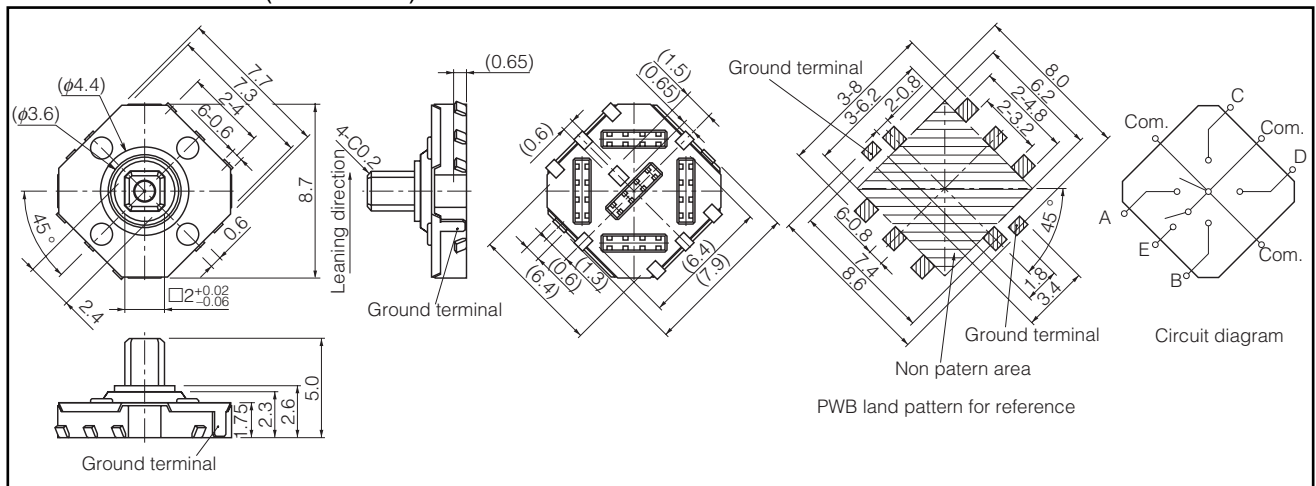 (φ4.4)
(φ3.6)
7.7
7.3
2.4
6-0.6
8.7
45°
0.6
2.4
□2+0.02 -0.06
5.0
2.6
2.3
1.75
Ground terminal
(0.65)
4-C0.2
Leaning direction
Ground terminal
(1.5)
(0.65)
(0.6)
(6.4)
(0.6)
(1.3)
(6.4)
(7.9)
Ground terminal
3-8
3-6.2
2-0.8
8.0
6.2
2-4.8
2-3.2
6-0.8
7.4
8.6
45°
1.8
3.4
Ground terminal
Non patern area
PWB land pattern for reference
C
Com.
Com.
D
A
E
B
Com.
Circuit diagram